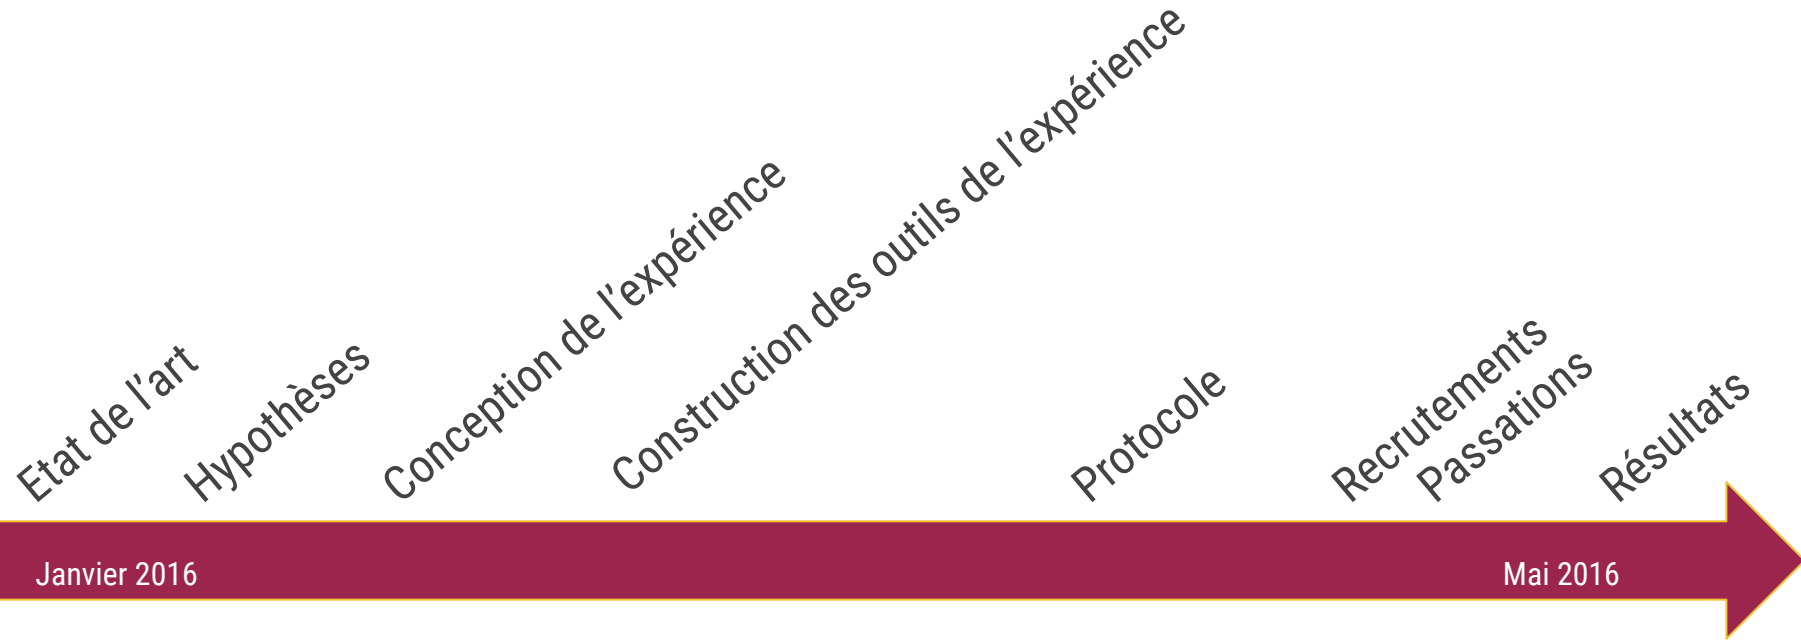 Etat de l'art
Hypothèses
Conception de l'expérience
Construction des outils de l'expérience
Protocole
Recrutements
Passations
Résultats
Janvier 2016
Mai 2016